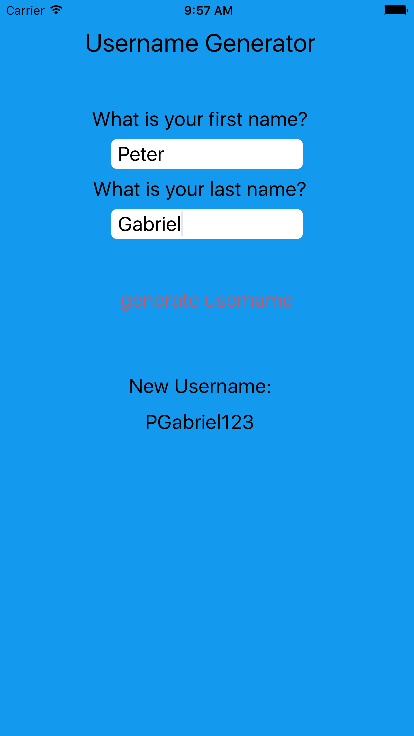 Carrier 9:57 AM
Username Generator
What is your first name?
Peter
What is your last name?
Gabriel
generate username
New Username:
PGabriel123